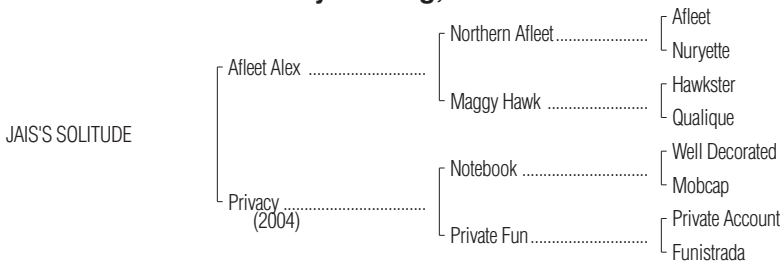 Afleet
Northern Afleet......................
Nuryette
Afleet Alex ............................
Hawkster
Maggy Hawk ........................
Qualique
JAIS'S SOLITUDE
Well Decorated
Notebook ..............................
Mobcap
Privacy ..................................
(2004)
Private Account
Private Fun............................
Funistrada